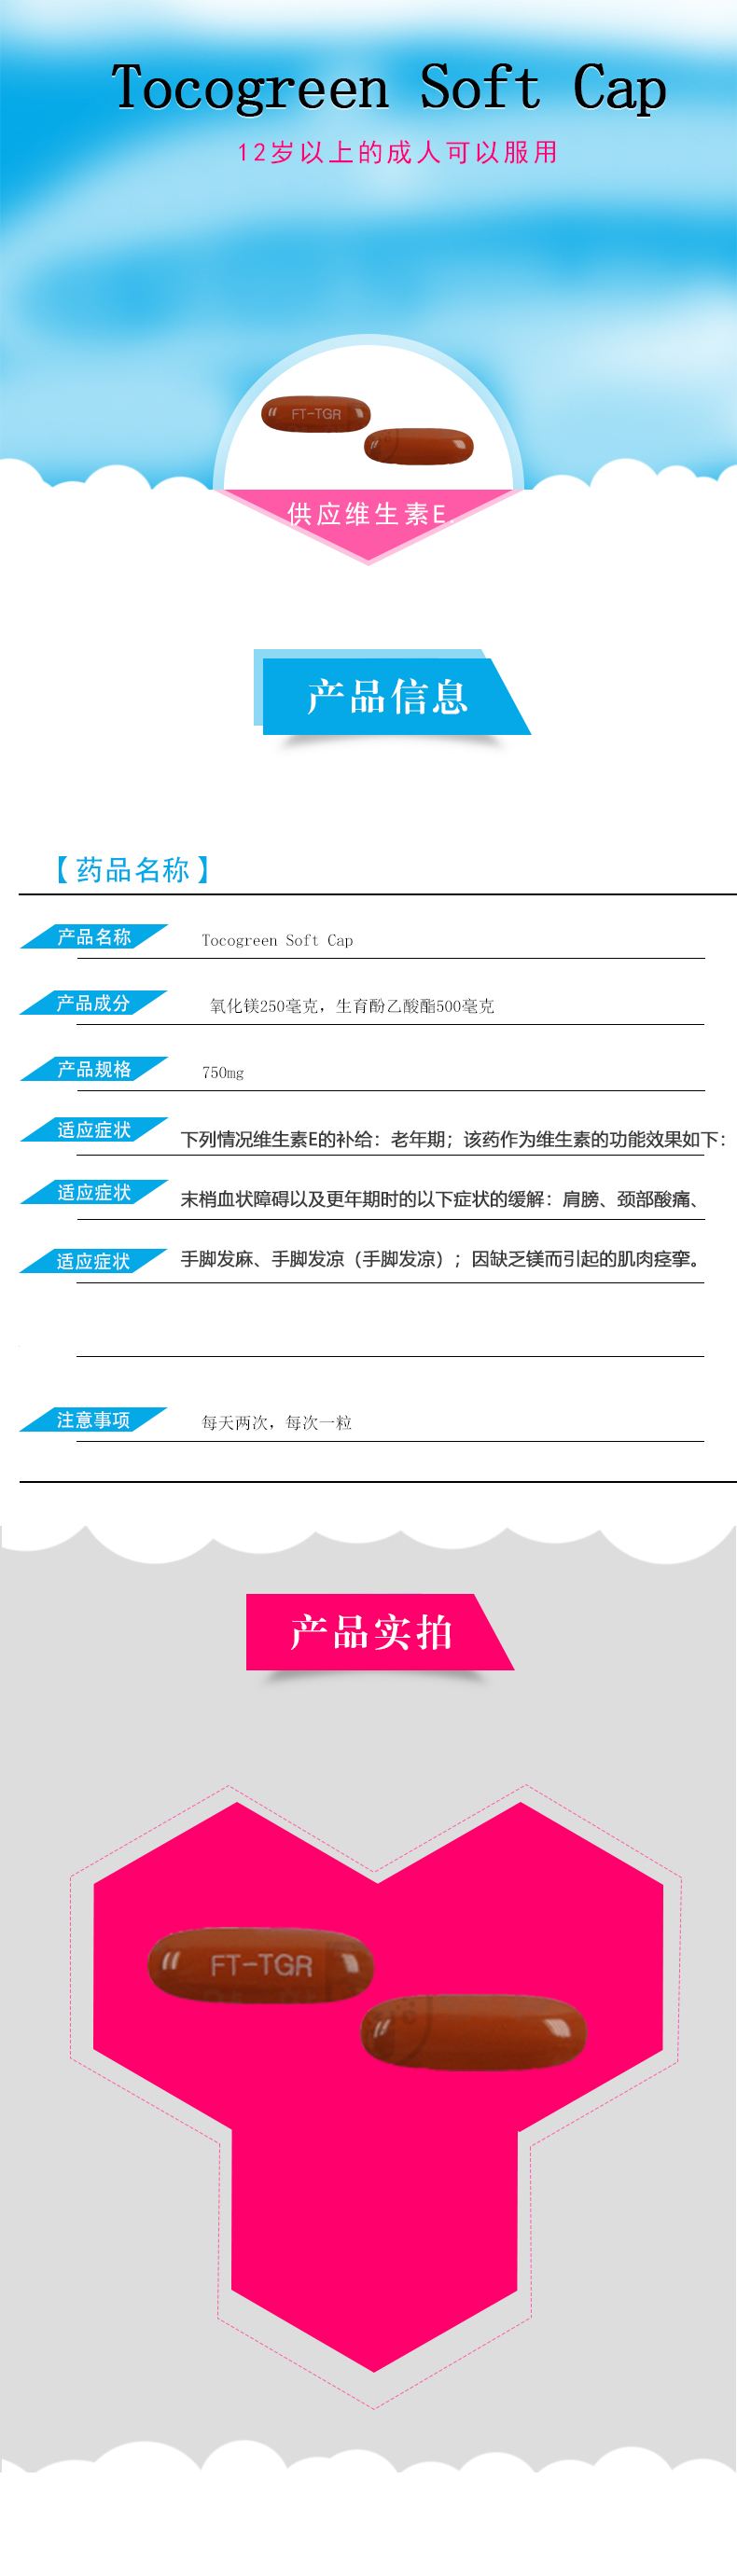 Tocogreen Soft Cap
12岁以上的成人可以服用
FT-TGR
供应维生素E.
产品信息
【药品名称】
产品名称 Tocogreen Soft Cap
产品成分 氧化镁250毫克，生育酚乙酸酯500毫克
产品规格 750mg
适应症状 下列情况维生素E的补给：老年期；该药作为维生素的功能效果如下：
适应症状 末梢血状障碍以及更年期时的以下症状的缓解：肩膀、颈部酸痛、
适应症状 手脚发麻、手脚发凉（手脚发凉）；因缺乏镁而引起的肌肉痉挛。
注意事项 每天两次，每次一粒
产品实拍
FT-TGR